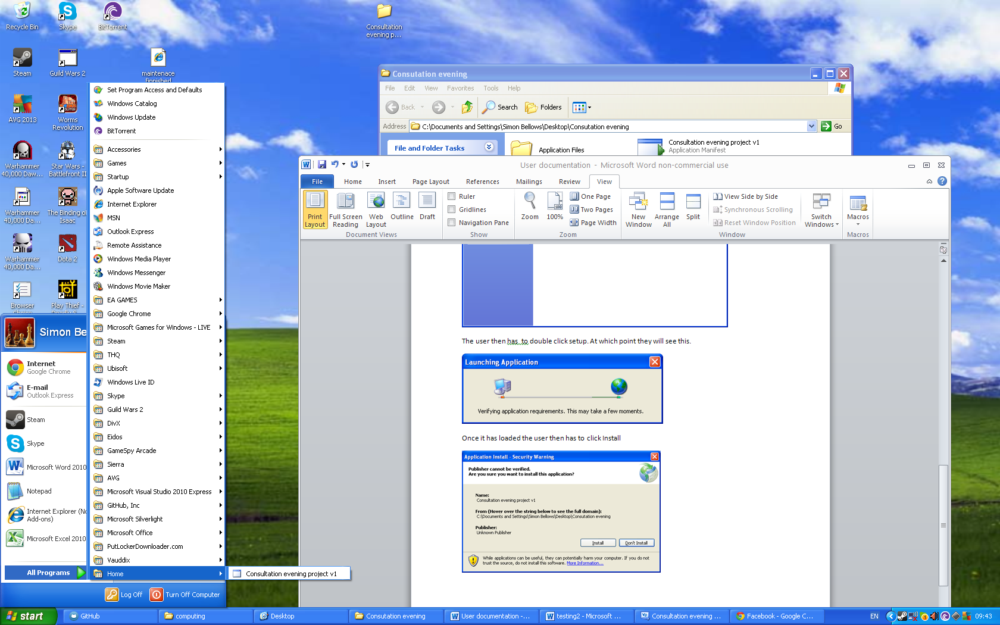 Recycle Bin
Skype
BitTorrent
Consultation
evening p...
Steam
Guild Wars 2
maintenace
finnished
AVG 2013
Worms
Revolution
Warhammer
40,000 Daw...
Star Wars -
Battlefront II
Warhammer
40,000 Da...
The Binding of
Isaac
Warhammer
40,000 Da...
Dota 2
Browser
Choice
Play Thief -
Deadly S...
Simon Be
Internet
Google Chrome
E-mail
Outlook Express
Steam
Skype
Microsoft Word 2010
Notepad
Internet Explorer (No
Add-ons)
Microsoft Excel 2010
All Programs
Log Off
Turn Off Computer
Set Program Access and Defaults
Windows Catalog
Windows Update
BitTorrent
Accessories
Games
Startup
Apple Software Update
Internet Explorer
MSN
Outlook Express
Remote Assistance
Windows Media Player
Windows Messenger
Windows Movie Maker
EA GAMES
Google Chrome
Microsoft Games for Windows - LIVE
Steam
THQ
Ubisoft
Windows Live ID
Skype
Guild Wars 2
DivX
Eidos
GameSpy Arcade
Sierra
AVG
Microsoft Visual Studio 2010 Express
GitHub, Inc
Microsoft Silverlight
Microsoft Office
PutLockerDownloader.com
Vauddix
Home
Consultation evening project v1
Consutation evening
File Edit View Favorites Tools Help
Back Search Folders
Address C:\Documents and Settings\Simon Bellows\Desktop\Consutation evening Go
File and Folder Tasks
Application Files
Consultation evening project v1
Application Manifest
User documentation - Microsoft Word non-commercial use
File Home Insert Page Layout References Mailings Review View
Print
Layout
Full Screen
Reading
Web
Layout
Outline
Draft
Document Views
Ruler
Gridlines
Navigation Pane
Show
Zoom
100%
One Page
Two Pages
Page Width
Zoom
New
Window
Arrange
All
Split
View Side by Side
Synchronous Scrolling
Reset Window Position
Window
Switch
Windows
Macros
Macros
The user then has to double click setup. At which point they will see this.
Launching Application
Verifying application requirements. This may take a few moments.
Once it has loaded the user then has to click Install
Application Install - Security Warning
Publisher cannot be verified.
Are you sure you want to install this application?
Name:
Consultation evening project v1
From (Hover over the string below to see the full domain):
C:\Documents and Settings\Simon Bellows\Desktop\Consutation evening
Publisher:
Unknown Publisher
Install
Don't Install
While applications can be useful, they can potentially harm your computer. If you do not
trust the source, do not install this software. More Information...
start
GitHub
computing
Desktop
Consutation evening
User documentation -...
testing2 - Microsoft ...
Consultation evening ...
Facebook - Google C...
EN
09:43